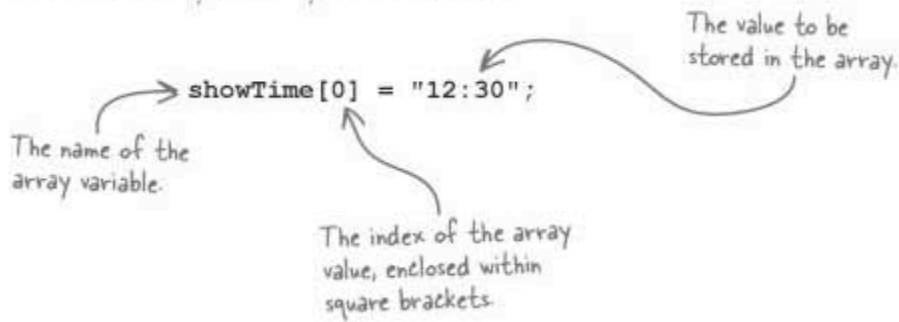 The value to be
stored in the array.
showTime[0] = "12:30";
The name of the
array variable.
The index of the array
value, enclosed within
square brackets.